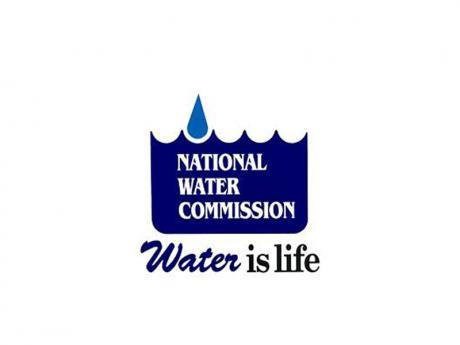 NATIONAL
WATER
COMMISSION
Water is life